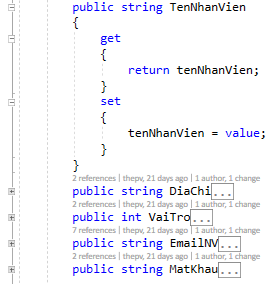 public string TenNhanVien
{
get
{
return tenNhanVien;
}
set
{
tenNhanVien = value;
}
}
2 references | thepv, 21 days ago | 1 author, 1 change
public string DiaChi...
2 references | thepv, 21 days ago | 1 author, 1 change
public int VaiTro...
7 references | thepv, 21 days ago | 1 author, 1 change
public string EmailNV...
2 references | thepv, 21 days ago | 1 author, 1 change
public string MatKhau...